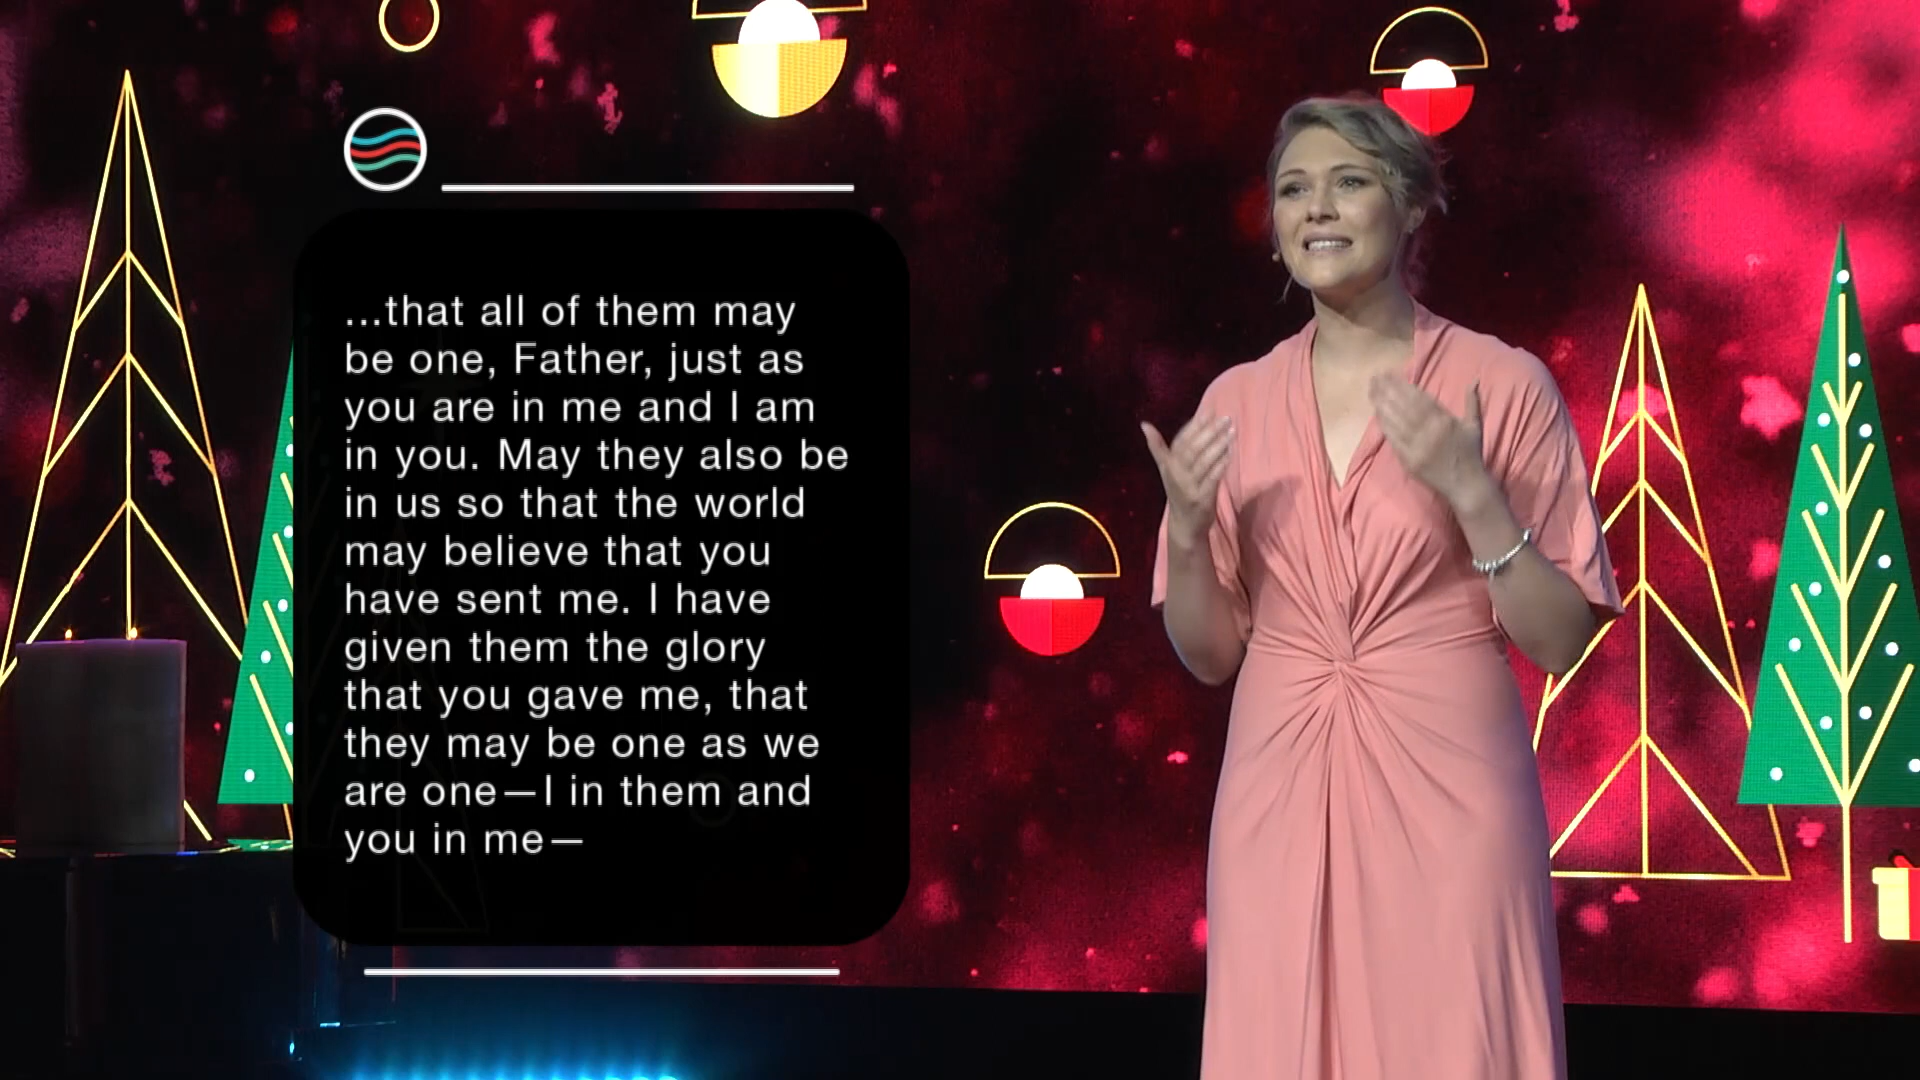 ...that all of them may
be one, Father, just as
you are in me and I am
in you. May they also be
in us so that the world
may believe that you
have sent me. I have
given them the glory
that you gave me, that
they may be one as we
are one—I in them and
you in me—